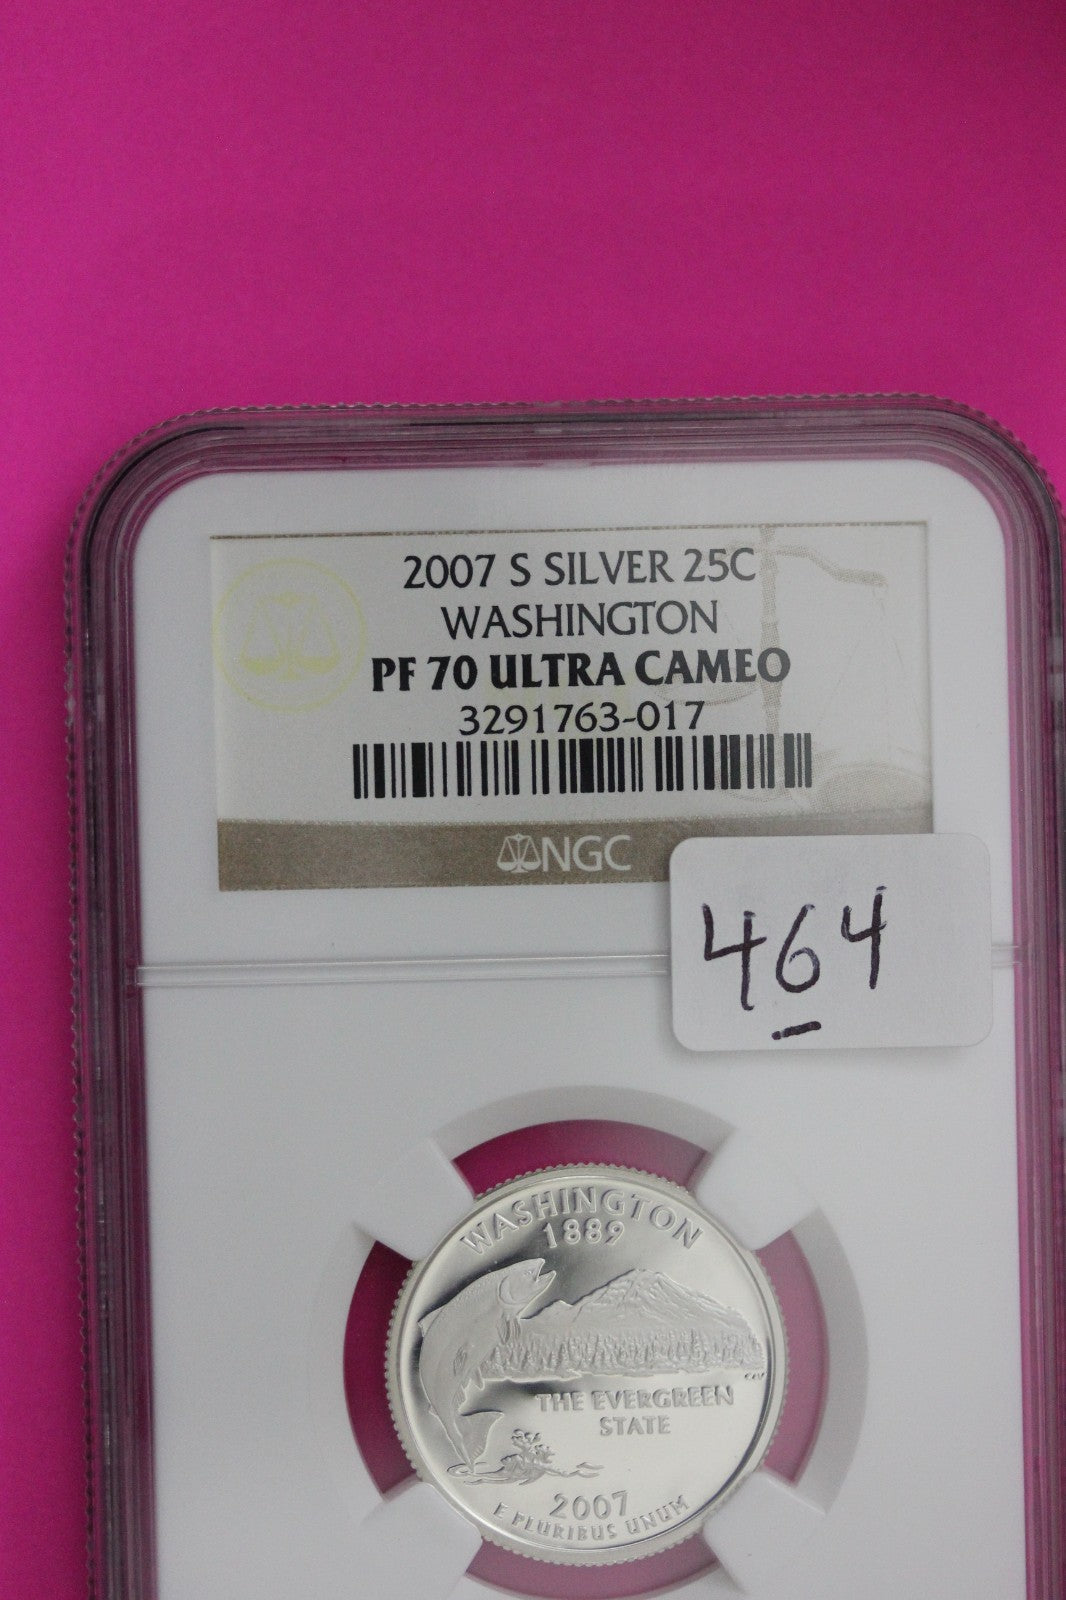 2007 S SILVER 25C
WASHINGTON
PF 70 ULTRA CAMEO
3291763-017
NGC
464
WASHINGTON
1889
CAV
THE EVERGREEN
STATE
2007
E PLURIBUS UNUM